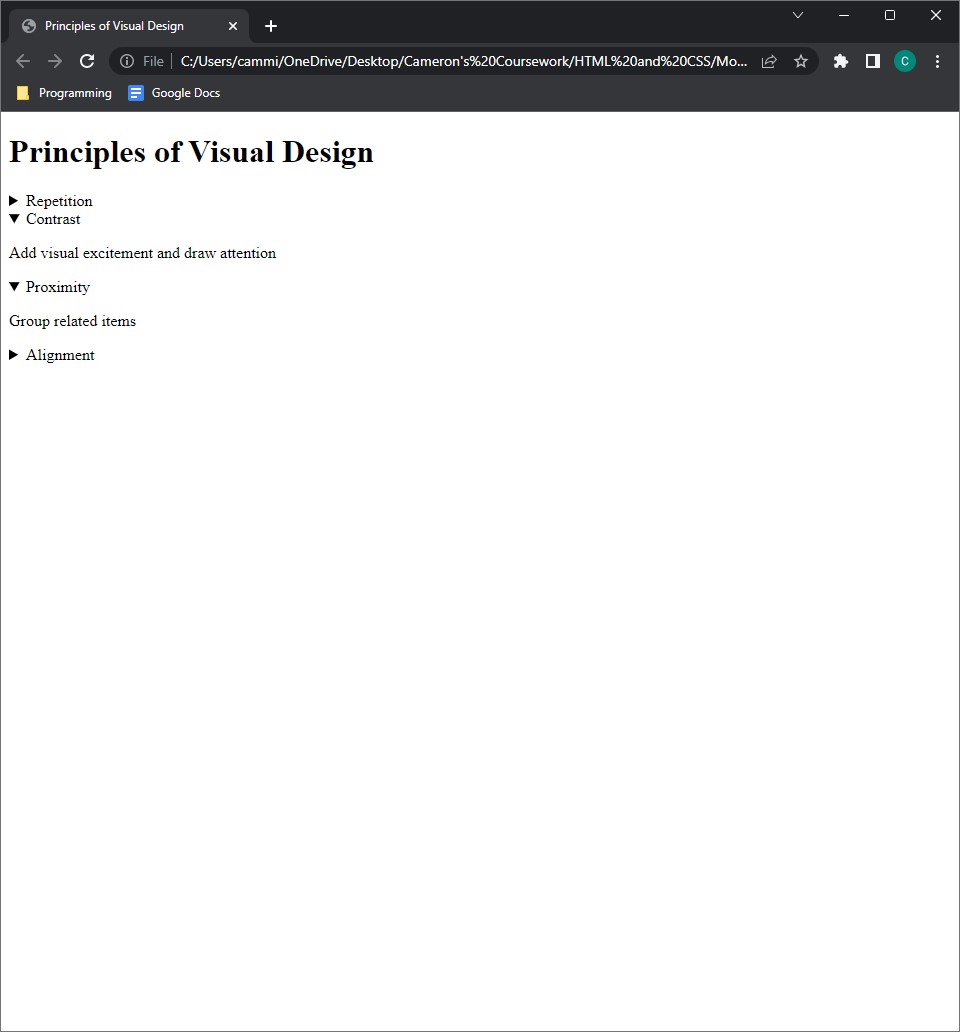 Principles of Visual Design
File
C:/Users/cammi/OneDrive/Desktop/Cameron's%20Coursework/HTML%20and%20CSS/Mo...
C
Programming
Google Docs
Principles of Visual Design
Repetition
Contrast
Add visual excitement and draw attention
Proximity
Group related items
Alignment